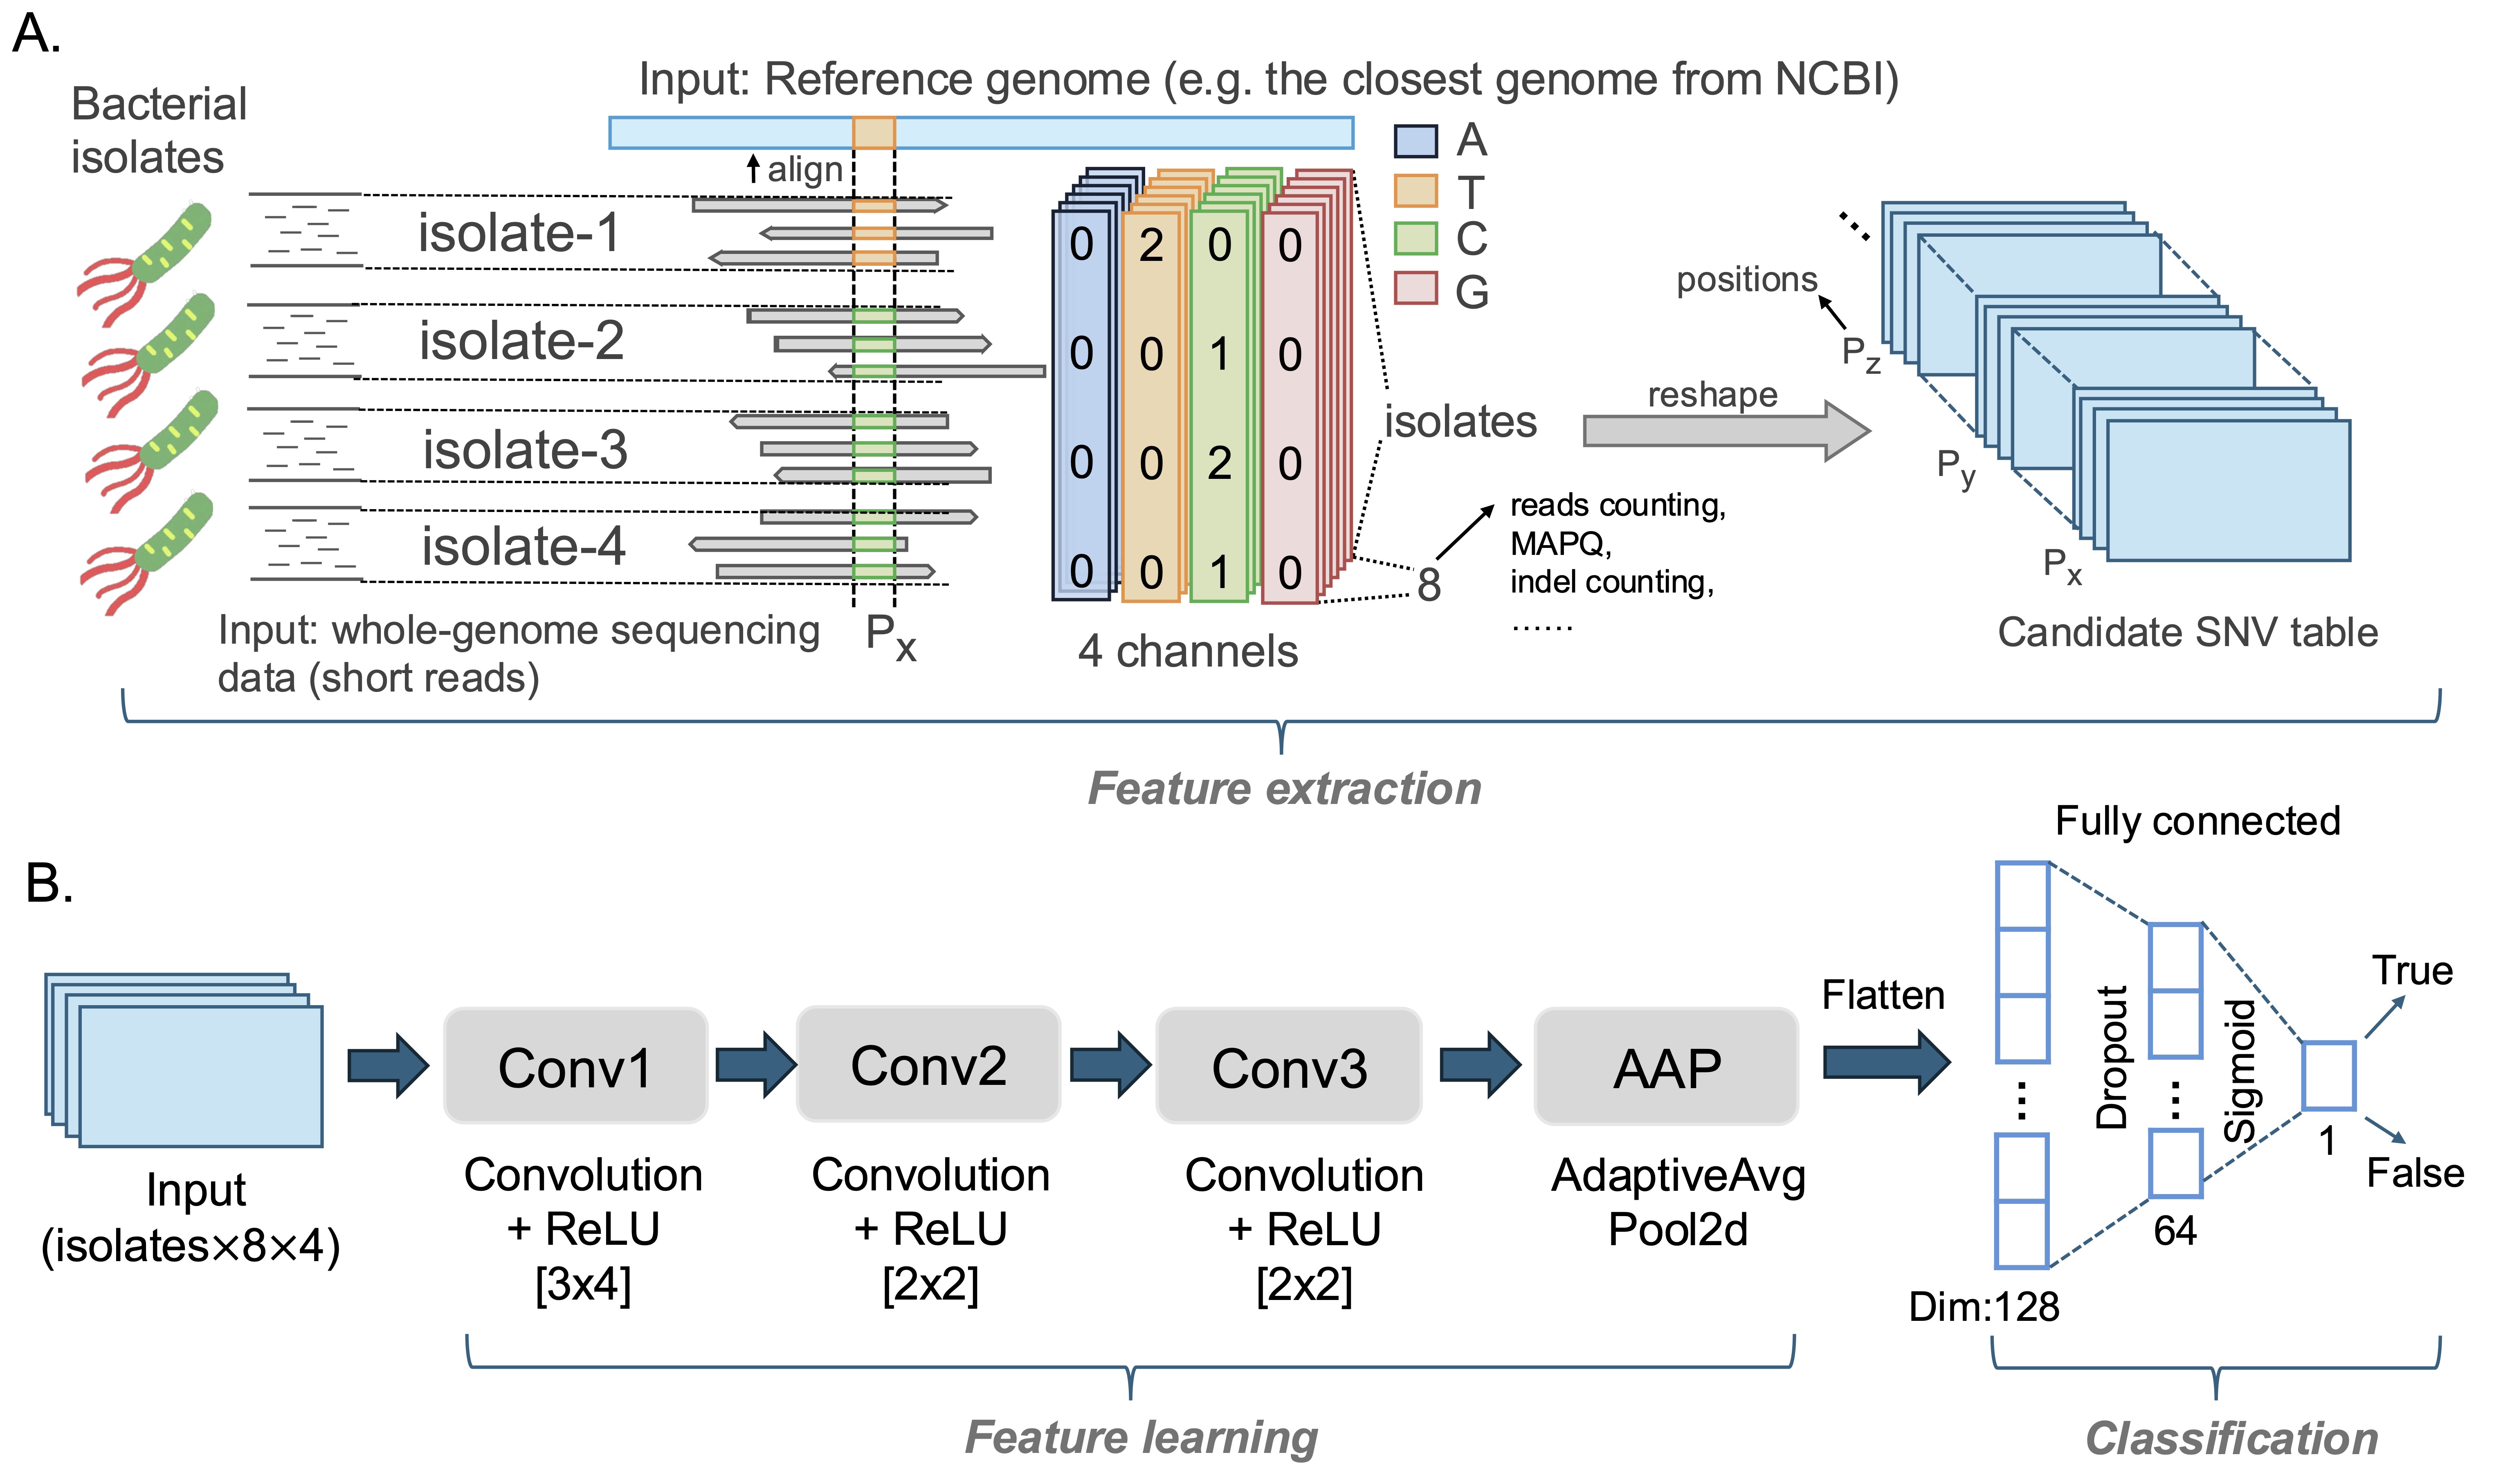 A.
Input: Reference genome (e.g. the closest genome from NCBI)
Bacterial
isolates
align
A
T
C
G
isolate-1
isolate-2
isolate-3
isolate-4
0 2 0 0
0 0 1 0
0 0 2 0
0 0 1 0
isolates
8
reads counting,
MAPQ,
indel counting,
......
reshape
positions
Pz
Py
Px
Candidate SNV table
Input: whole-genome sequencing
data (short reads)
Px
4 channels
Feature extraction
B.
Fully connected
Input
(isolates×8×4)
Conv1
Convolution
+ ReLU
[3x4]
Conv2
Convolution
+ ReLU
[2x2]
Conv3
Convolution
+ ReLU
[2x2]
AAP
AdaptiveAvg
Pool2d
Flatten
Dropout
Sigmoid
Dim:128
64
1
True
False
Feature learning
Classification